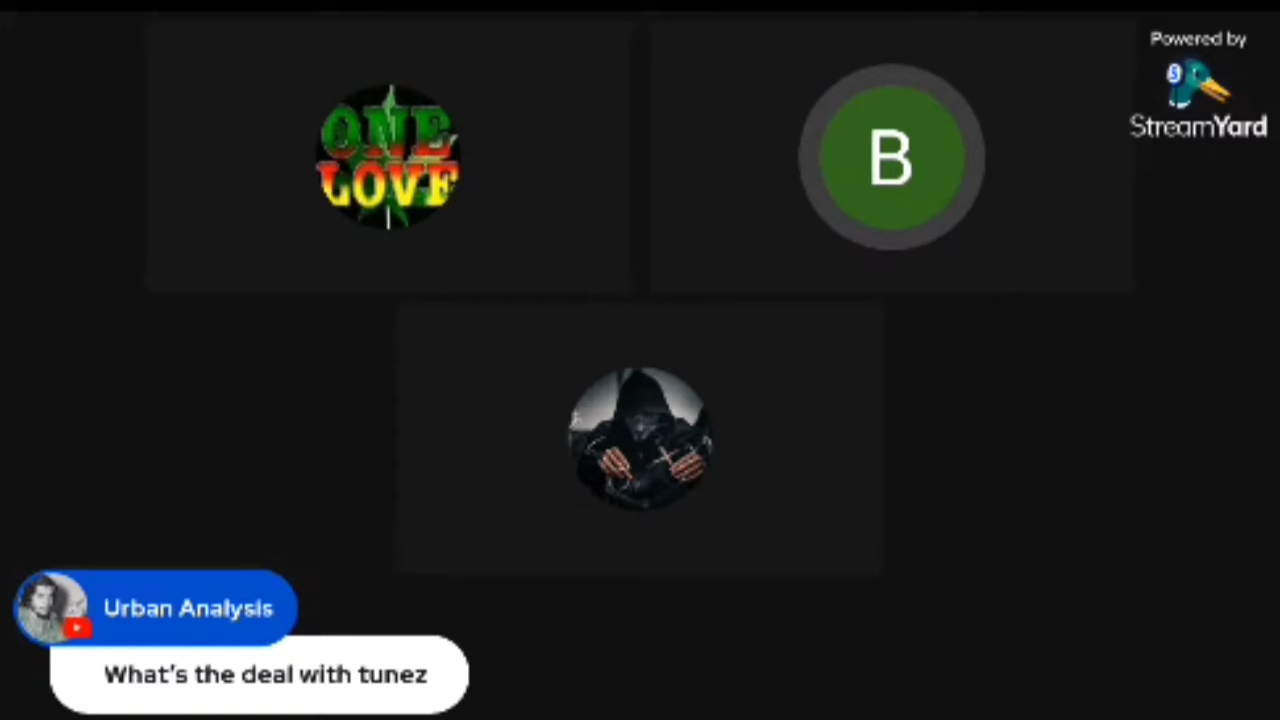 Powered by
StreamYard
ONE
LOVE
B
Urban Analysis
What's the deal with tunez